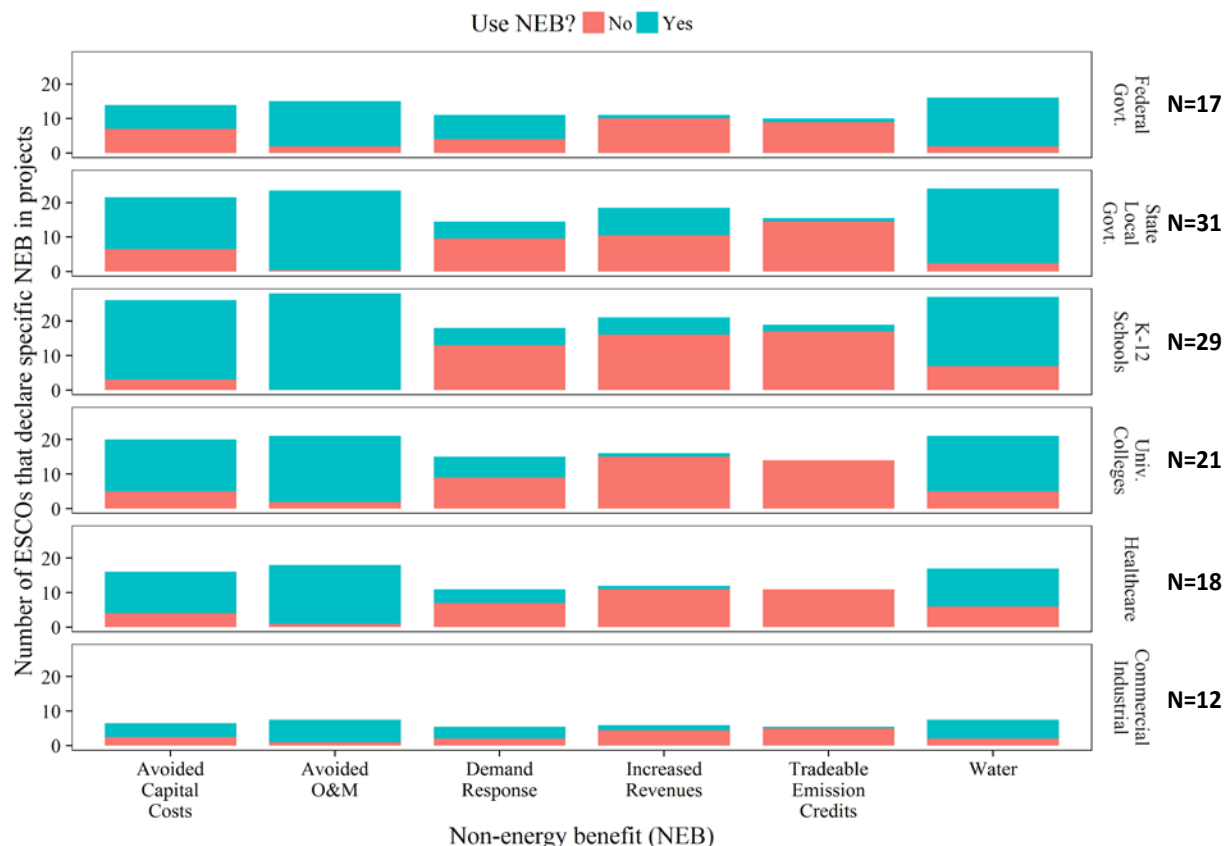 Use NEB? No Yes
Number of ESCOs that declare specific NEB in projects
20
10
0
Federal
Govt.
N=17
20
10
0
State
Local
Govt.
N=31
20
10
0
K-12
Schools
N=29
20
10
0
Univ.
Colleges
N=21
20
10
0
Healthcare
N=18
20
10
0
Commercial
Industrial
N=12
Avoided
Capital
Costs
Avoided
O&M
Demand
Response
Increased
Revenues
Tradeable
Emission
Credits
Water
Non-energy benefit (NEB)